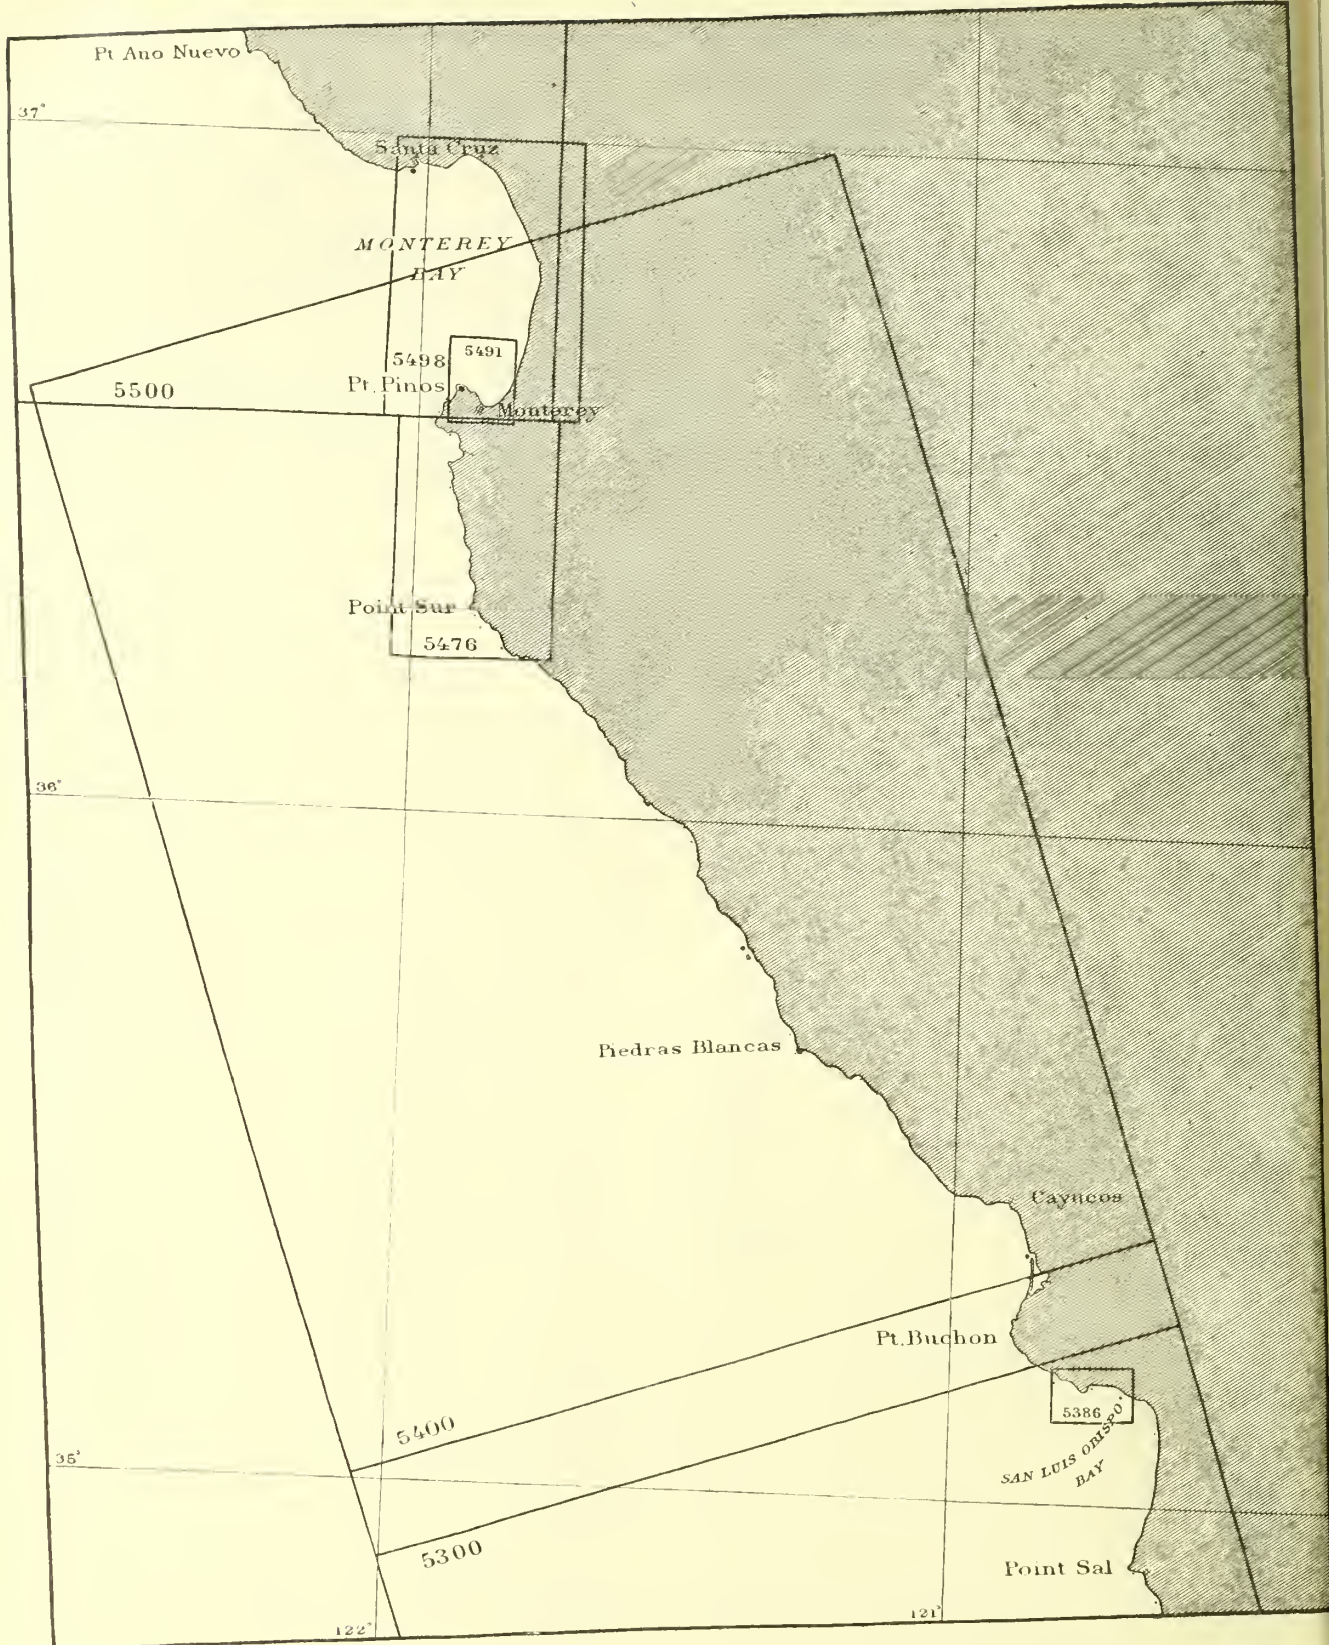 Pt Ano Nuevo
37°
Santa Cruz
MONTEREY
BAY
5498
5491
Pt. Pinos
5500
Monterey
Point Sur
5476
36°
Piedras Blancas
Cayucos
Pt. Buchon
5386
5400
SAN LUIS OBISPO
BAY
35°
5300
Point Sal
122°
121°